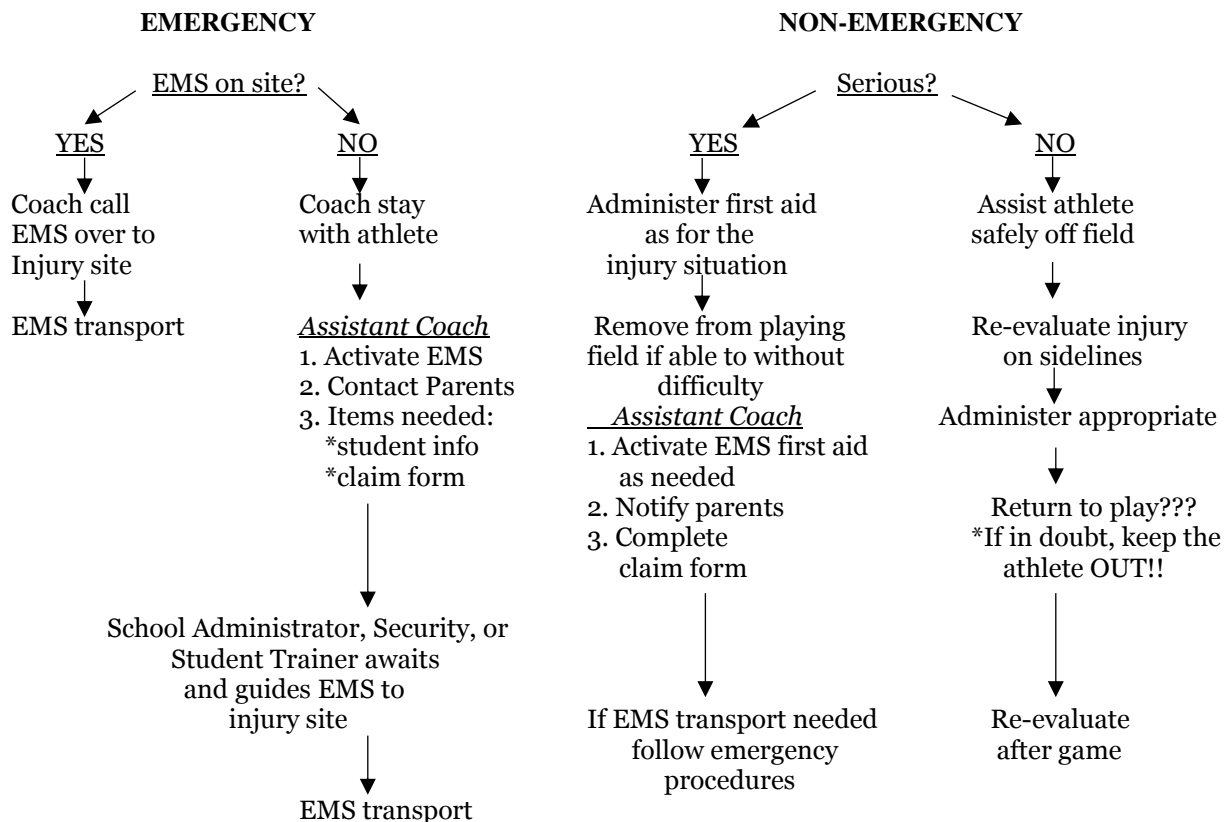 EMERGENCY
EMS on site?
YES
Coach call
EMS over to
Injury site
EMS transport
NO
Coach stay
with athlete
Assistant Coach
1. Activate EMS
2. Contact Parents
3. Items needed:
*student info
*claim form
School Administrator, Security, or
Student Trainer awaits
and guides EMS to
injury site
EMS transport
NON-EMERGENCY
Serious?
YES
Administer first aid
as for the
injury situation
Remove from playing
field if able to without
difficulty
Assistant Coach
1. Activate EMS first aid
as needed
2. Notify parents
3. Complete
claim form
If EMS transport needed
follow emergency
procedures
NO
Assist athlete
safely off field
Re-evaluate injury
on sidelines
Administer appropriate
Return to play???
*If in doubt, keep the
athlete OUT!!
Re-evaluate
after game